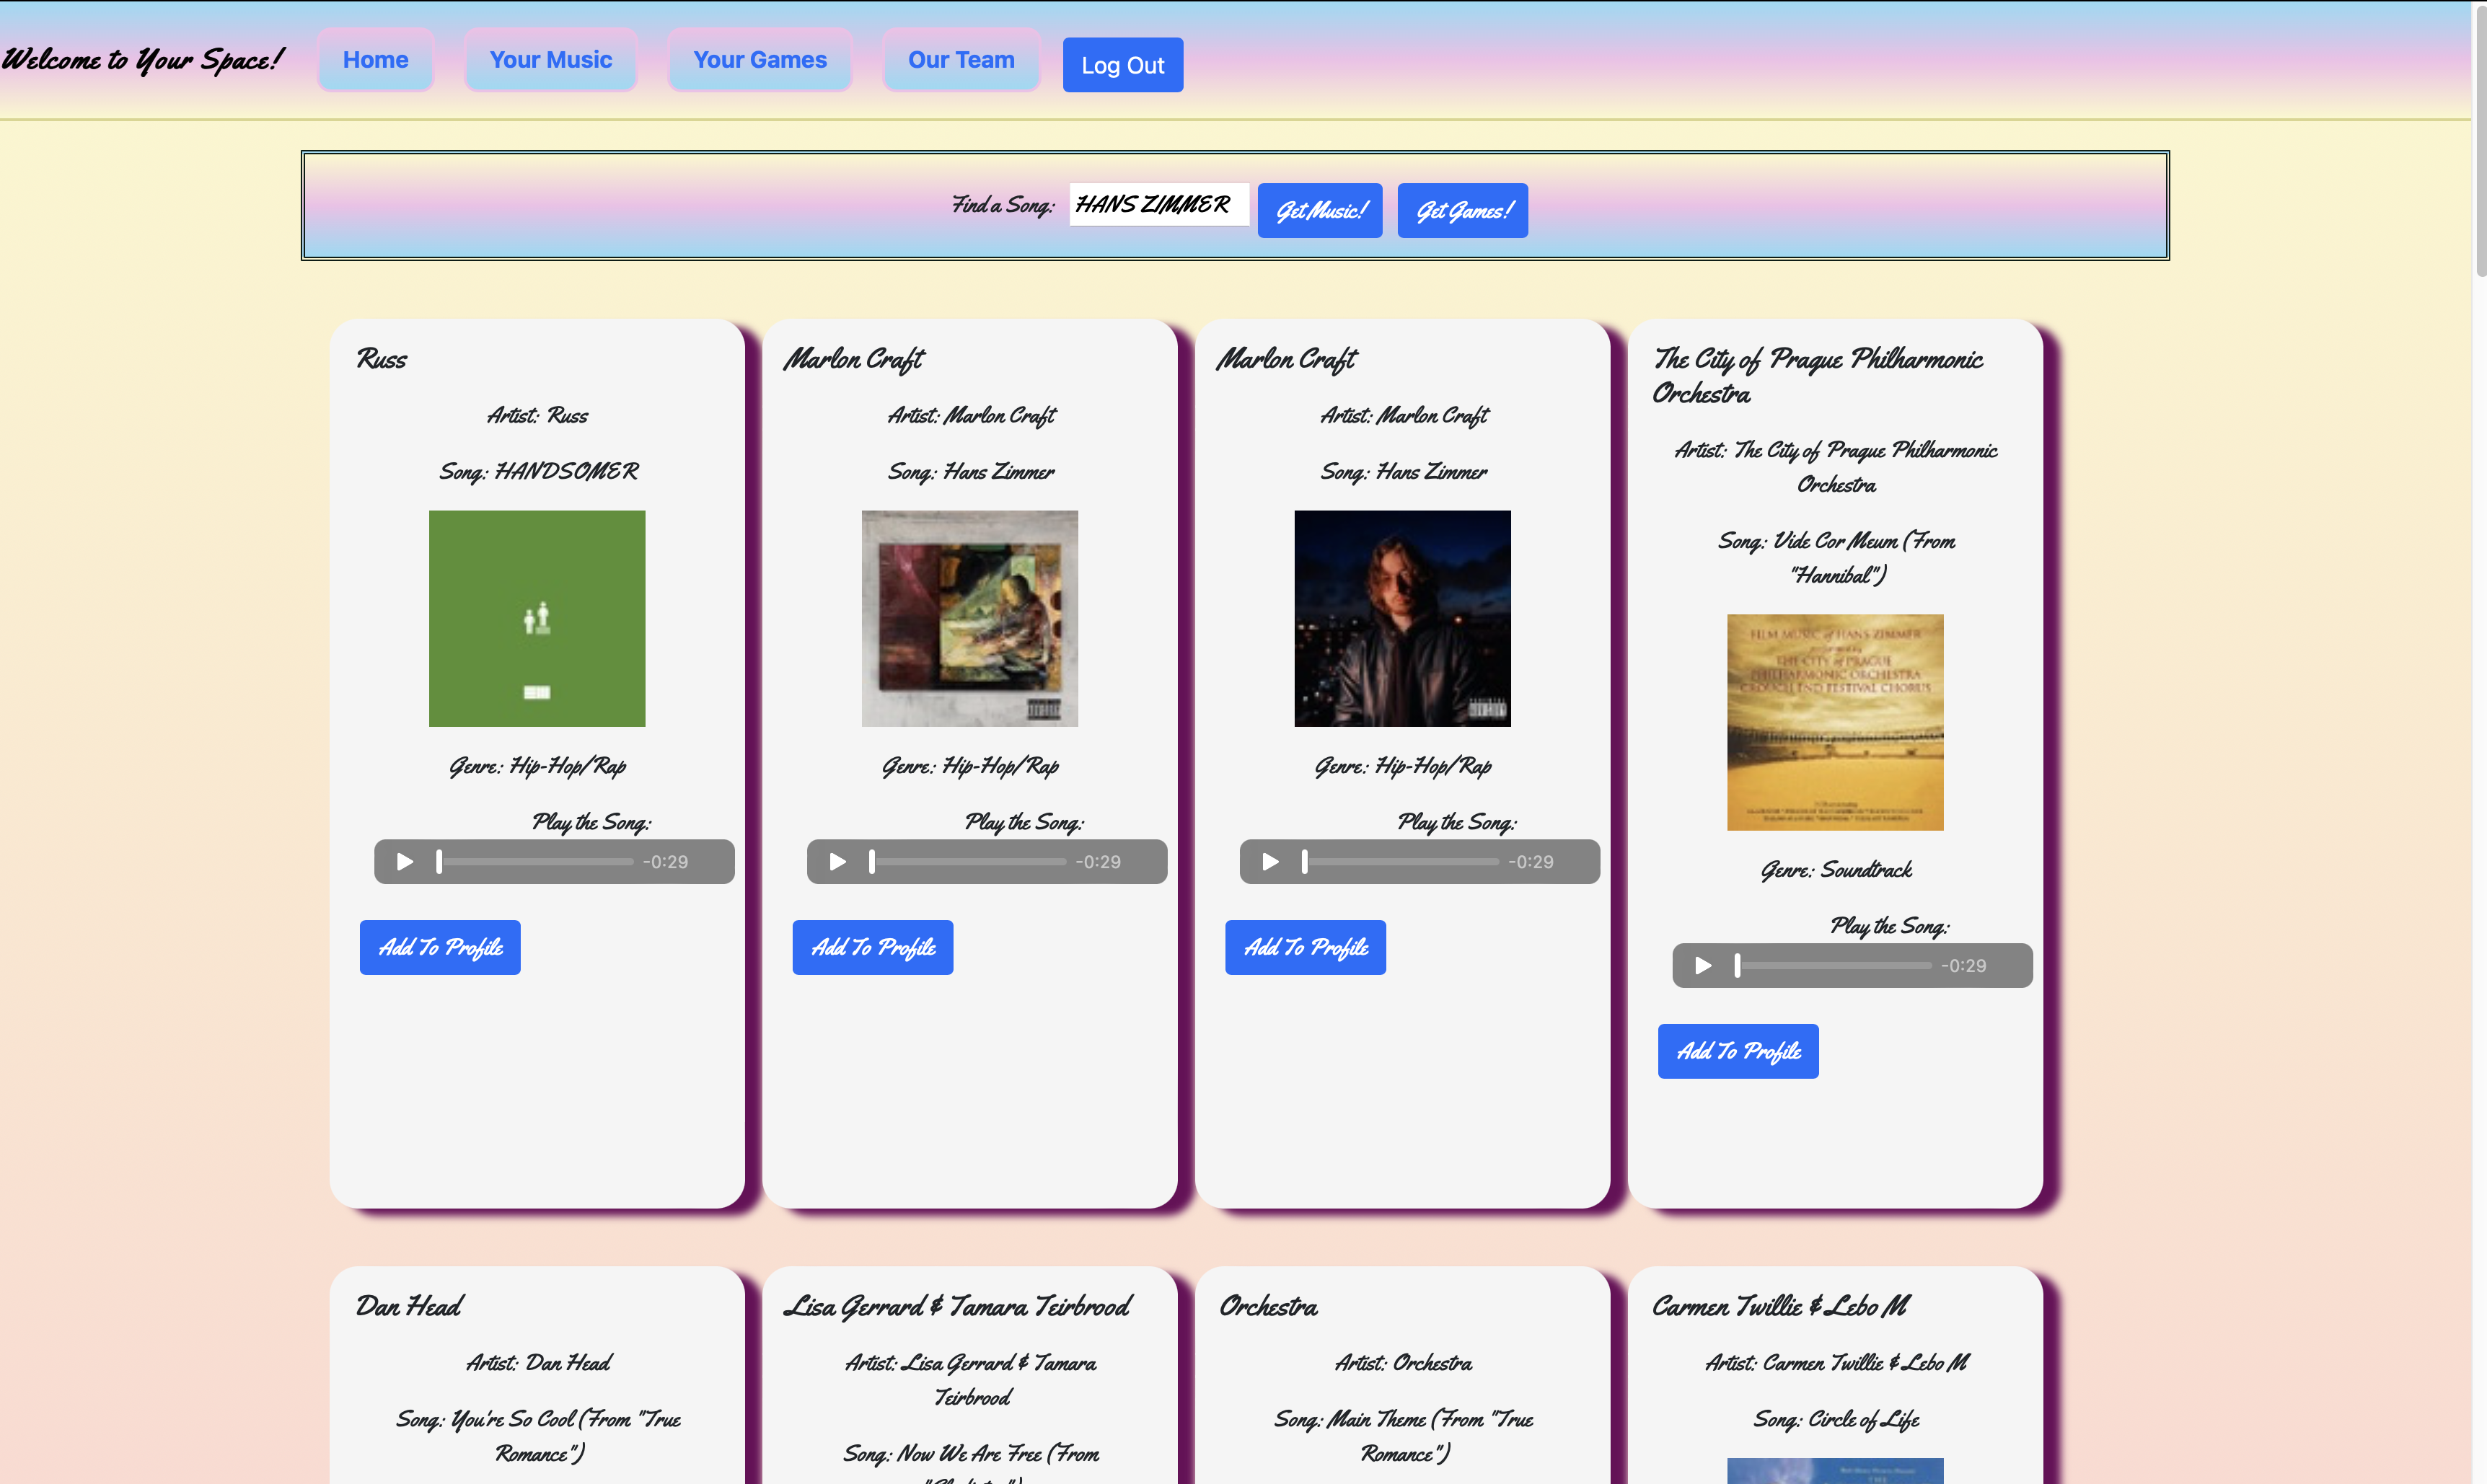 Welcome to Your Space!
Home
Your Music
Your Games
Our Team
Log Out
Find a Song:
HANS ZIMMER
Get Music!
Get Games!
Russ
Artist: Russ
Song: HANDSOMER
Genre: Hip-Hop/Rap
Play the Song:
-0:29
Add To Profile
Marlon Craft
Artist: Marlon Craft
Song: Hans Zimmer
Genre: Hip-Hop/Rap
Play the Song:
-0:29
Add To Profile
Marlon Craft
Artist: Marlon Craft
Song: Hans Zimmer
Genre: Hip-Hop/Rap
Play the Song:
-0:29
Add To Profile
The City of Prague Philharmonic
Orchestra
Artist: The City of Prague Philharmonic
Orchestra
Song: Vide Cor Meum (From
"Hannibal")
FILM MUSIC of HANS ZIMMER
performed by
THE CITY of PRAGUE
PHILHARMONIC ORCHESTRA
CROUCH END FESTIVAL CHORUS
Genre: Soundtrack
Play the Song:
-0:29
Add To Profile
Dan Head
Artist: Dan Head
Song: You're So Cool (From "True
Romance")
Lisa Gerrard & Tamara Teirbrood
Artist: Lisa Gerrard & Tamara
Teirbrood
Song: Now We Are Free (From
Orchestra
Artist: Orchestra
Song: Main Theme (From "True
Romance")
Carmen Twillie & Lebo M
Artist: Carmen Twillie & Lebo M
Song: Circle of Life